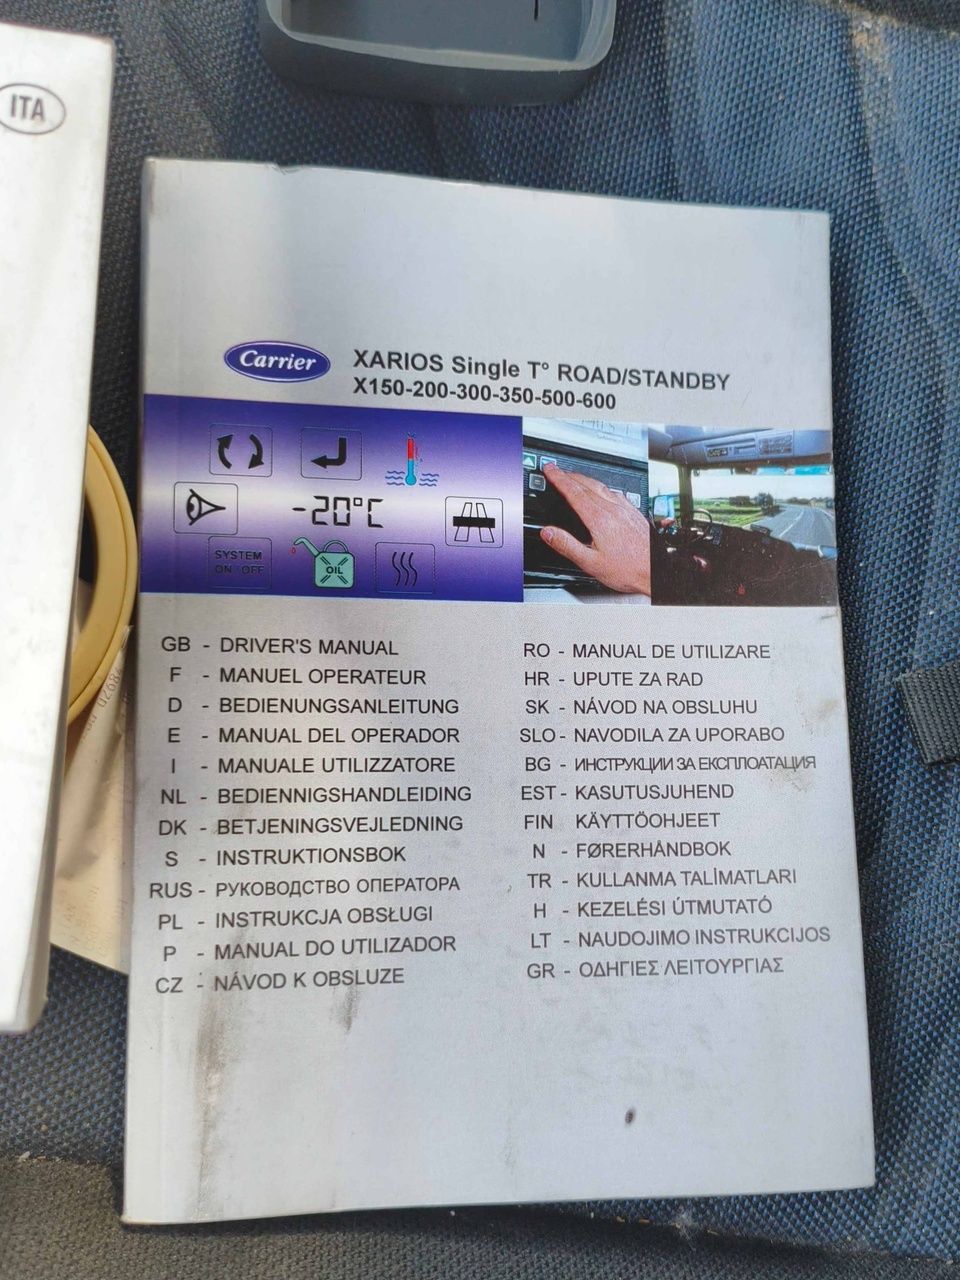 ITA
Carrier
XARIOS Single T° ROAD/STANDBY
X150-200-300-350-500-600
-20°C
SYSTEM
ON OFF
OIL
GB - DRIVER'S MANUAL
F - MANUEL OPERATEUR
D - BEDIENUNGSANLEITUNG
E - MANUAL DEL OPERADOR
I - MANUALE UTILIZZATORE
NL - BEDIENNIGSHANDLEIDING
DK - BETJENINGSVEJLEDNING
S - INSTRUKTIONSBOK
RUS - РУКОВОДСТВО ОПЕРАТОРА
PL - INSTRUKCJA OBSŁUGI
P - MANUAL DO UTILIZADOR
CZ - NÁVOD K OBSLUZE
RO - MANUAL DE UTILIZARE
HR - UPUTE ZA RAD
SK - NÁVOD NA OBSLUHU
SLO - NAVODILA ZA UPORABO
BG - ИНСТРУКЦИИ ЗА ЕКСПЛОАТАЦИЯ
EST - KASUTUSJUHEND
FIN KÄYTTÖOHJEET
N - FØRERHÅNDBOK
TR - KULLANMA TALİMATLARI
H - KEZELÉSI ÚTMUTATÓ
LT - NAUDOJIMO INSTRUKCIJOS
GR - ΟΔΗΓΙΕΣ ΛΕΙΤΟΥΡΓΙΑΣ